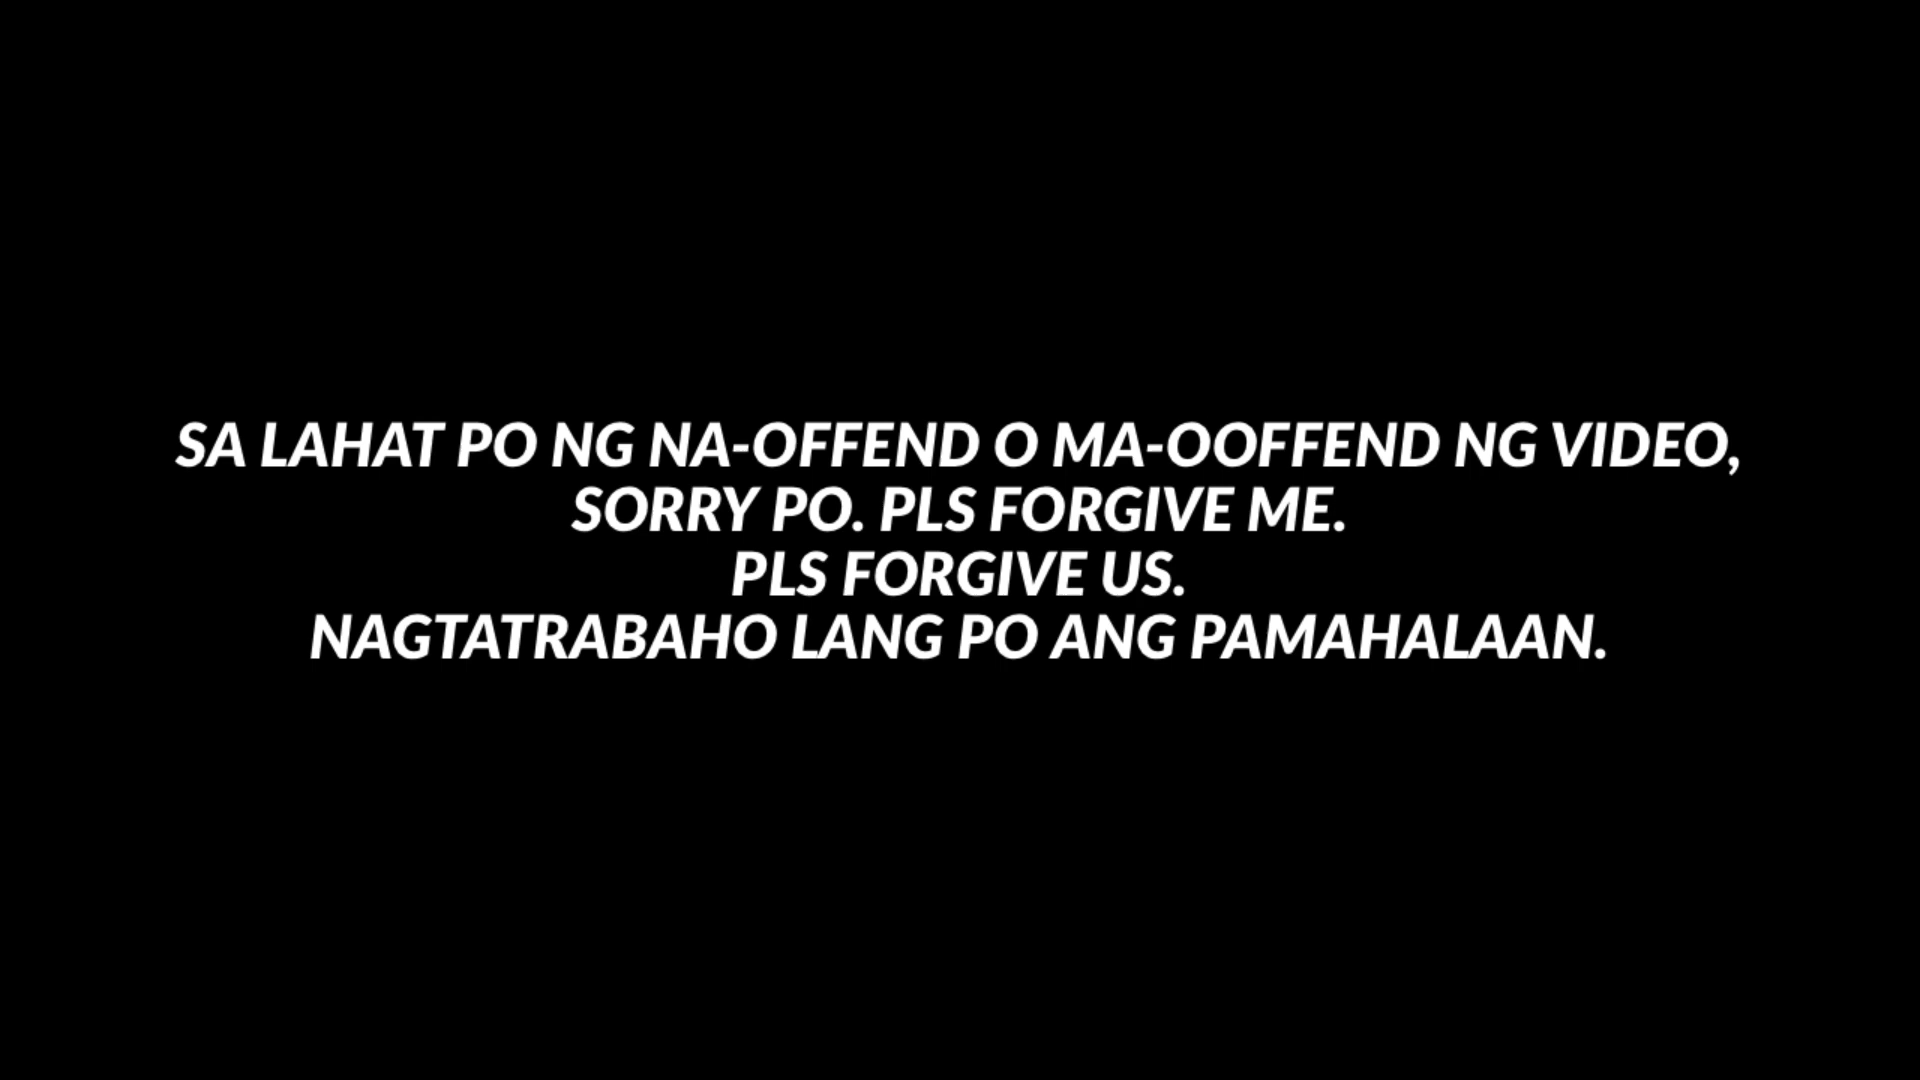 SA LAHAT PO NG NA-OFFEND O MA-OOFFEND NG VIDEO,
SORRY PO. PLS FORGIVE ME.
PLS FORGIVE US.
NAGTATRABAHO LANG PO ANG PAMAHALAAN.